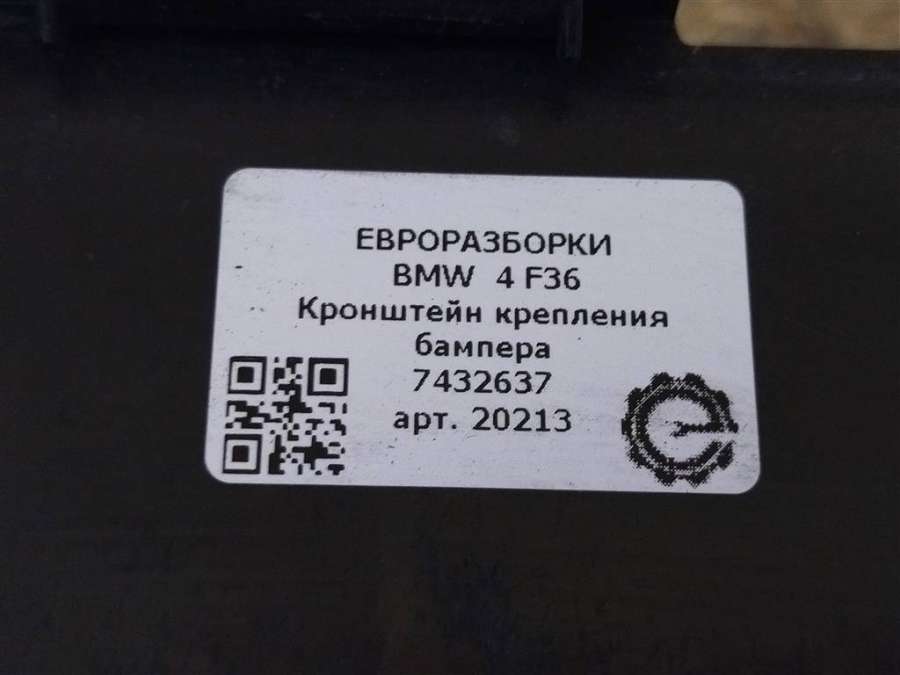 ЕВРОРАЗБОРКИ
BMW 4 F36
Кронштейн крепления
бампера
7432637
арт. 20213